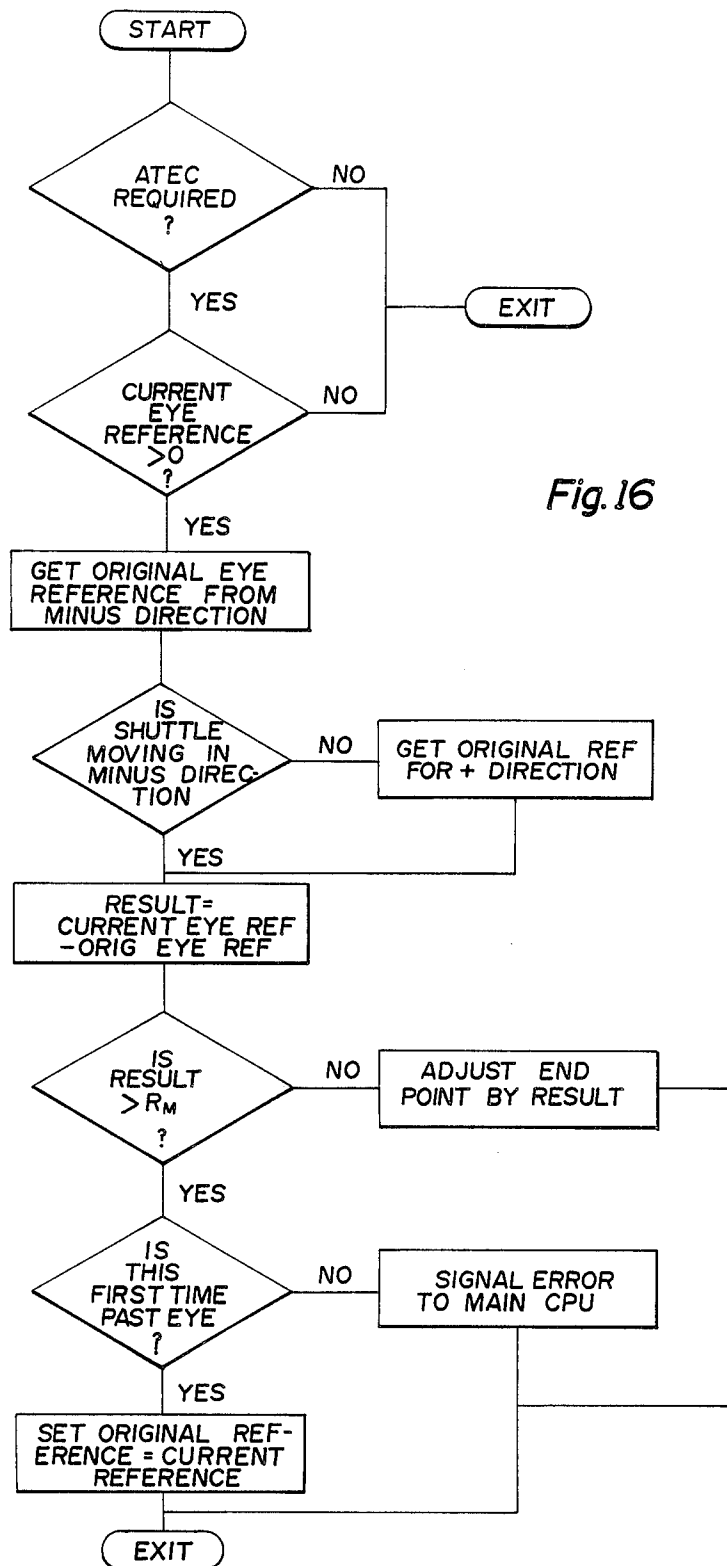 START
ATEC
REQUIRED
?
NO
YES
EXIT
CURRENT
EYE
REFERENCE
>0
?
NO
Fig. 16
YES
GET ORIGINAL EYE
REFERENCE FROM
MINUS DIRECTION
IS
SHUTTLE
MOVING IN
MINUS DIREC-
TION
NO
GET ORIGINAL REF
FOR + DIRECTION
YES
RESULT=
CURRENT EYE REF
-ORIG EYE REF
IS
RESULT
> RM
?
NO
ADJUST END
POINT BY RESULT
YES
IS
THIS
FIRST TIME
PAST EYE
?
NO
SIGNAL ERROR
TO MAIN CPU
YES
SET ORIGINAL REF-
ERENCE = CURRENT
REFERENCE
EXIT